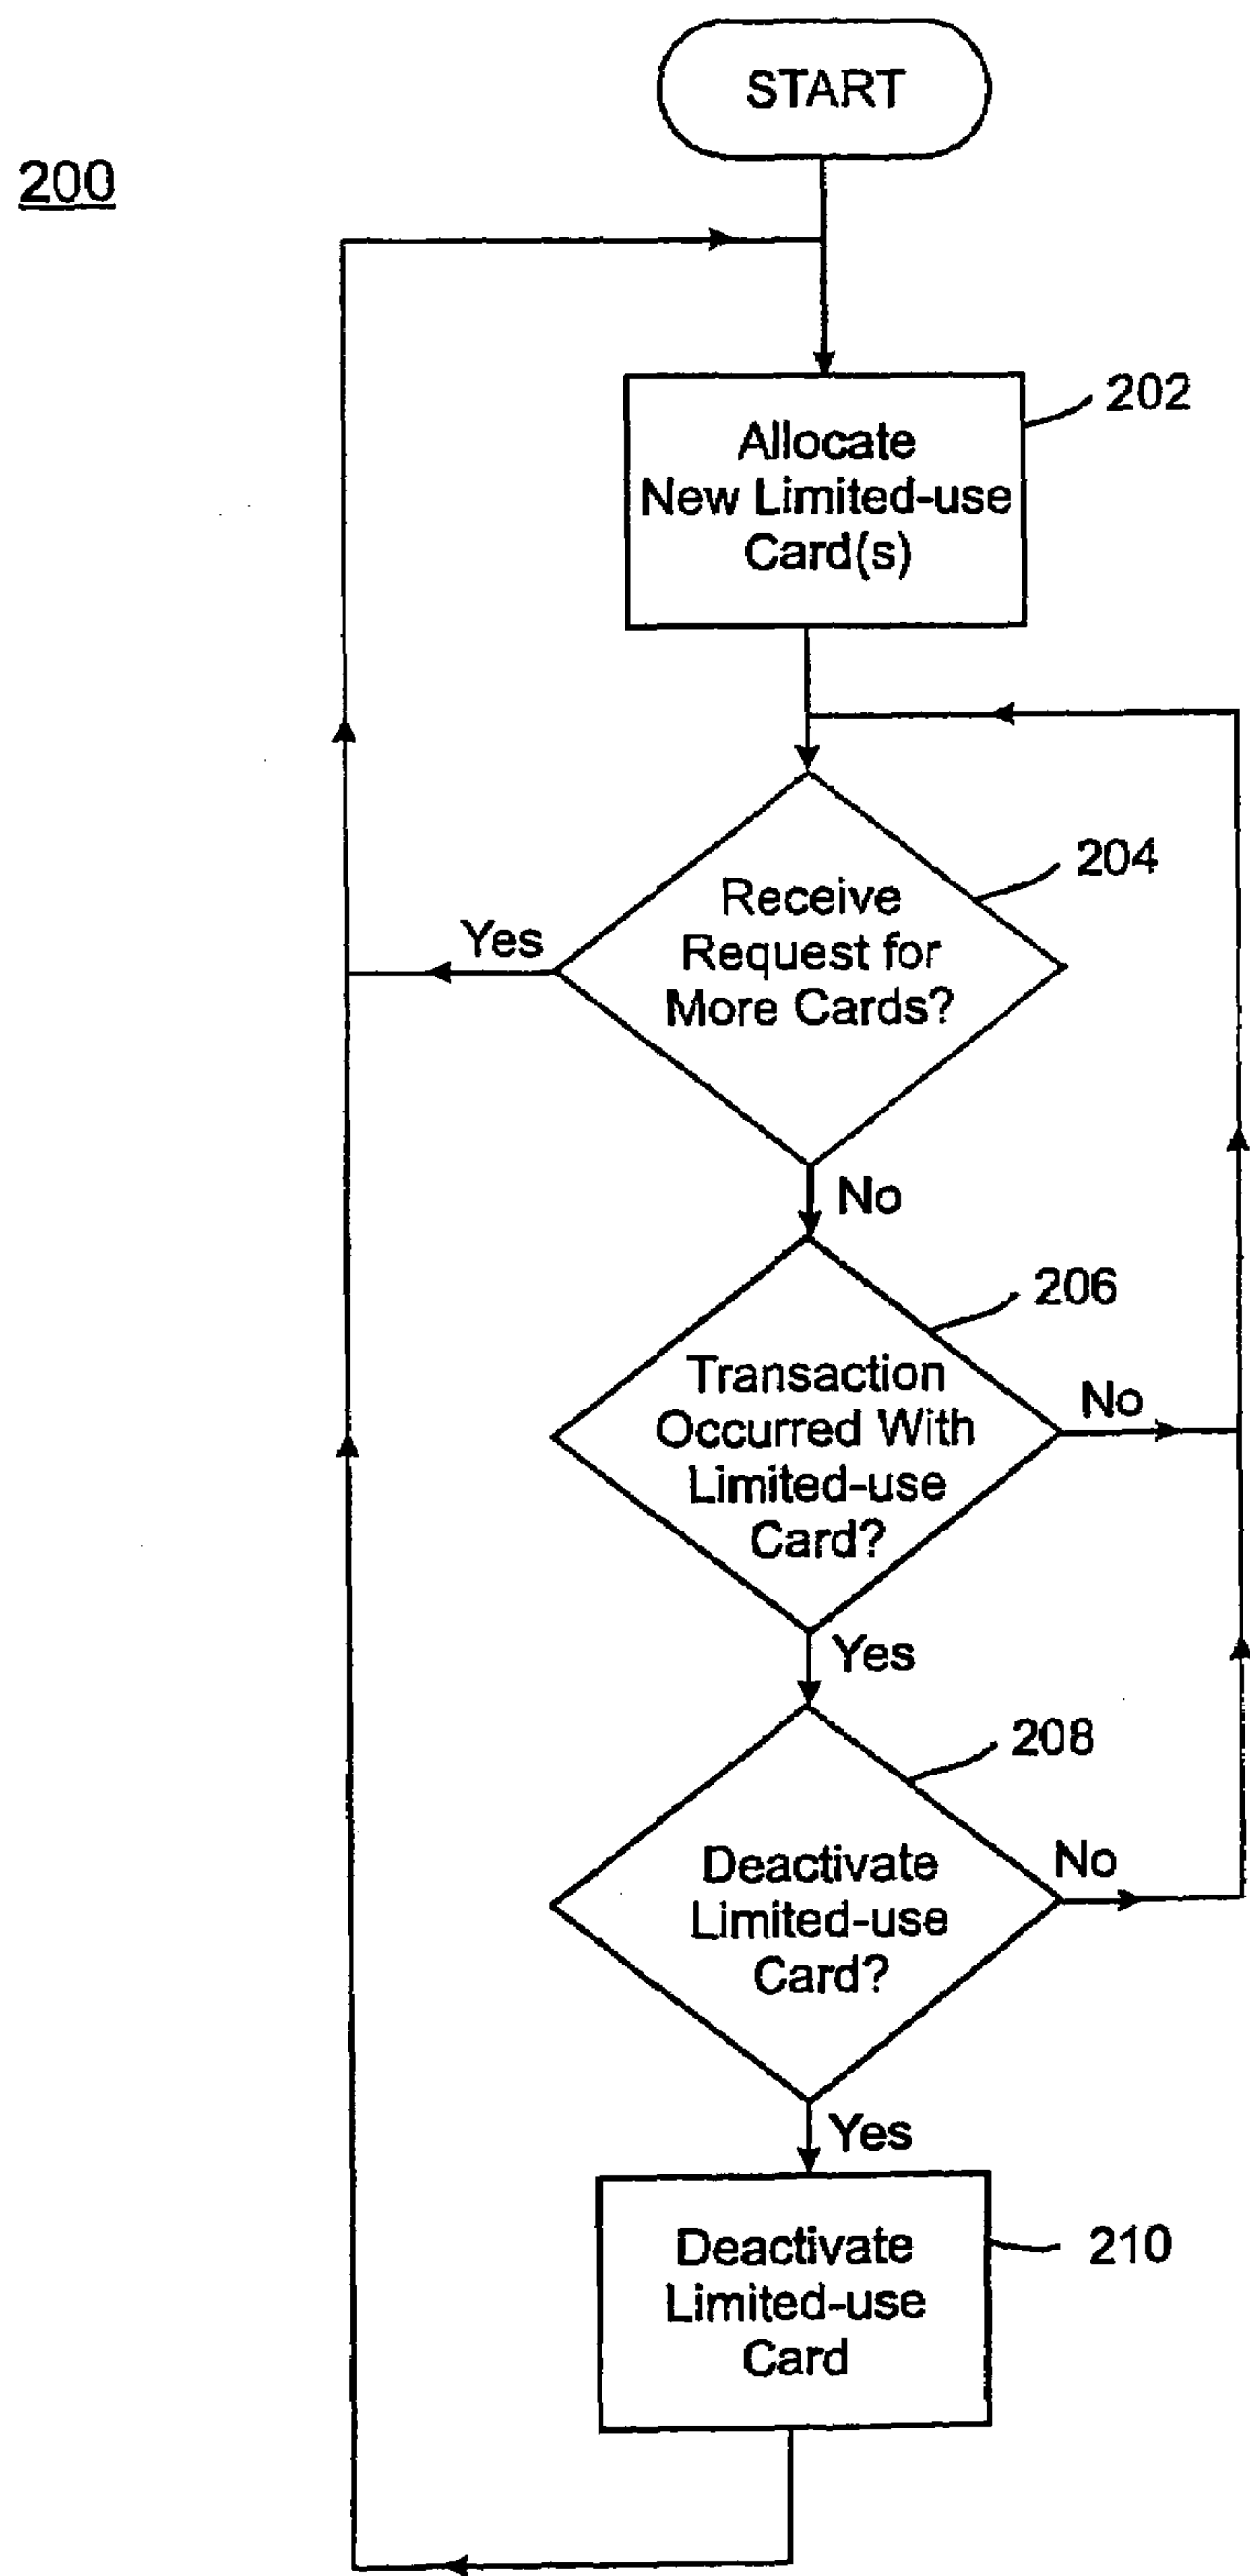 START
200
202
Allocate
New Limited-use
Card(s)
204
Receive
Request for
More Cards?
Yes
No
206
Transaction
Occurred With
Limited-use
Card?
No
Yes
208
Deactivate
Limited-use
Card?
No
Yes
210
Deactivate
Limited-use
Card